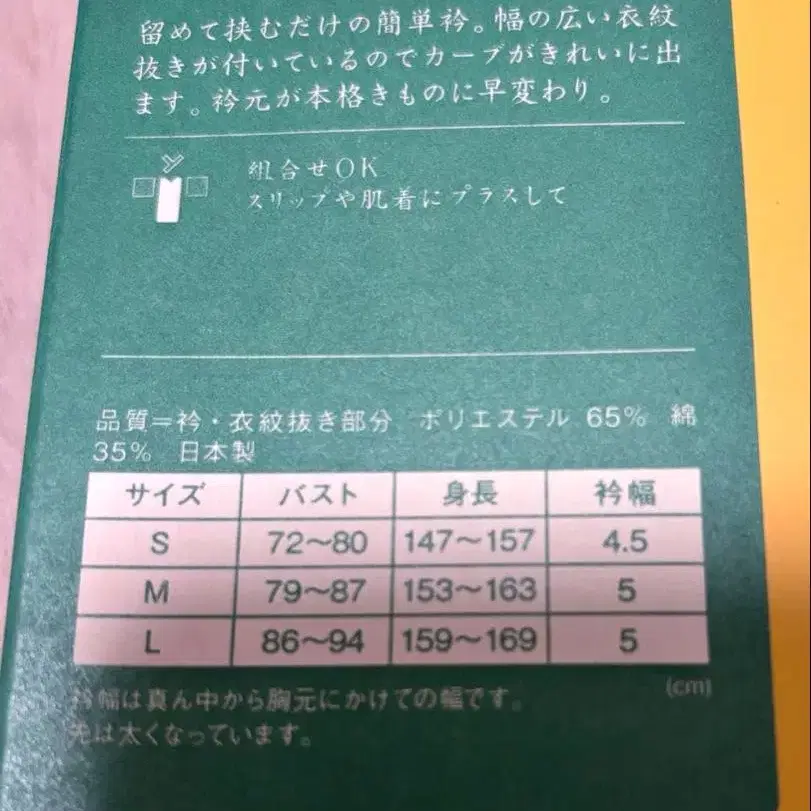 留めて挟むだけの簡単衿。幅の広い衣紋
抜きが付いているのでカーブがきれいに出
ます。衿元が本格きものに早変わり。
組合せOK
スリップや肌着にプラスして
品質＝衿・衣紋抜き部分　ポリエステル 65%　綿
35%　日本製
サイズ バスト 身長 衿幅
S 72〜80 147〜157 4.5
M 79〜87 153〜163 5
L 86〜94 159〜169 5
(cm)
衿幅は真ん中から胸元にかけての幅です。
先は太くなっています。